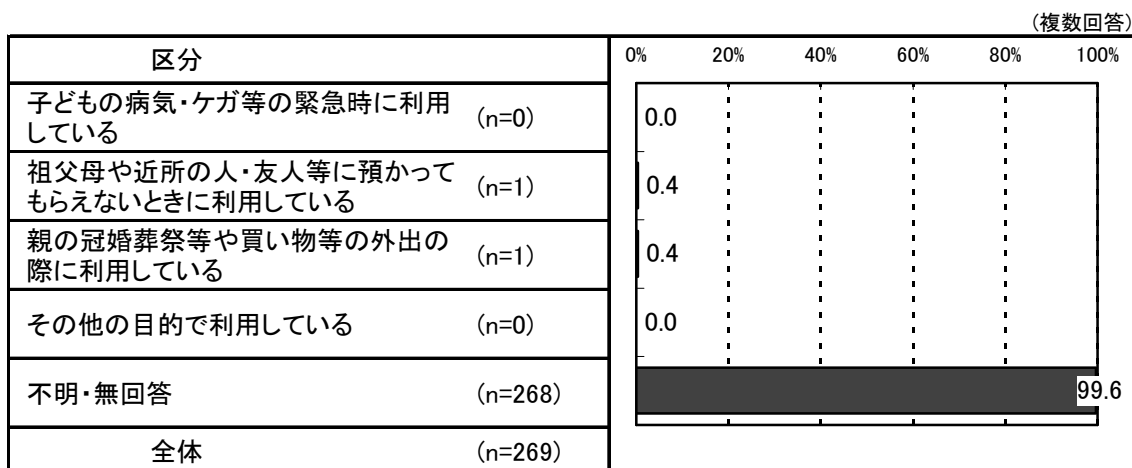 (複数回答)
区分
0% 20% 40% 60% 80% 100%
子どもの病気・ケガ等の緊急時に利用
している
(n=0)
0.0
祖父母や近所の人・友人等に預かって
もらえないときに利用している
(n=1)
0.4
親の冠婚葬祭等や買い物等の外出の
際に利用している
(n=1)
0.4
その他の目的で利用している (n=0)
0.0
不明・無回答 (n=268)
99.6
全体 (n=269)